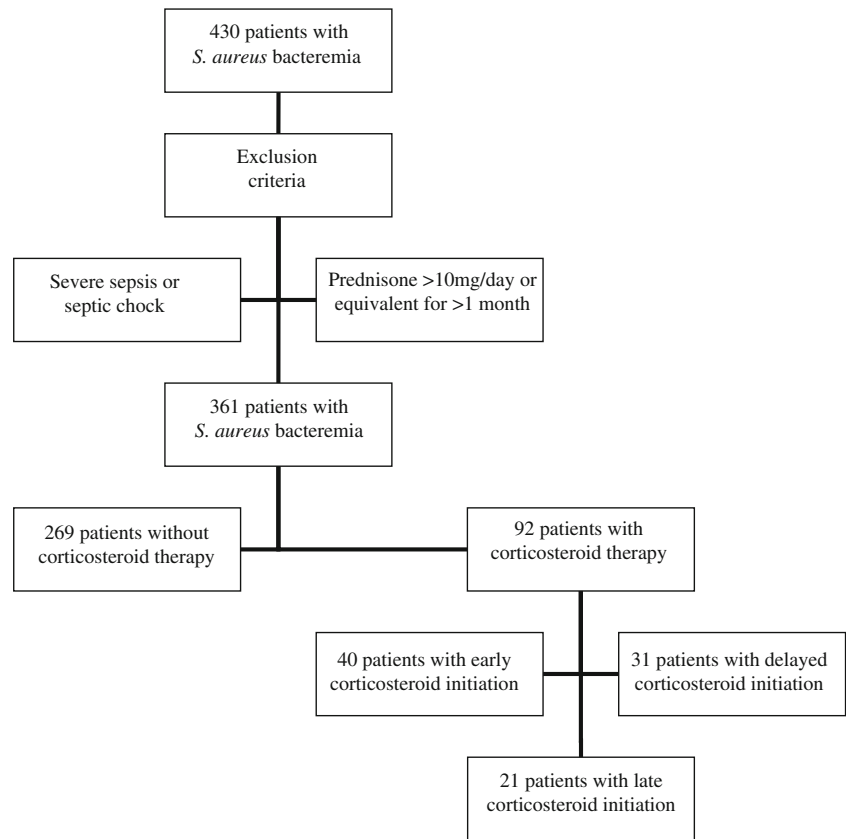 430 patients with
S. aureus bacteremia
Exclusion
criteria
Severe sepsis or
septic chock
Prednisone >10mg/day or
equivalent for >1 month
361 patients with
S. aureus bacteremia
269 patients without
corticosteroid therapy
92 patients with
corticosteroid therapy
40 patients with early
corticosteroid initiation
31 patients with delayed
corticosteroid initiation
21 patients with late
corticosteroid initiation